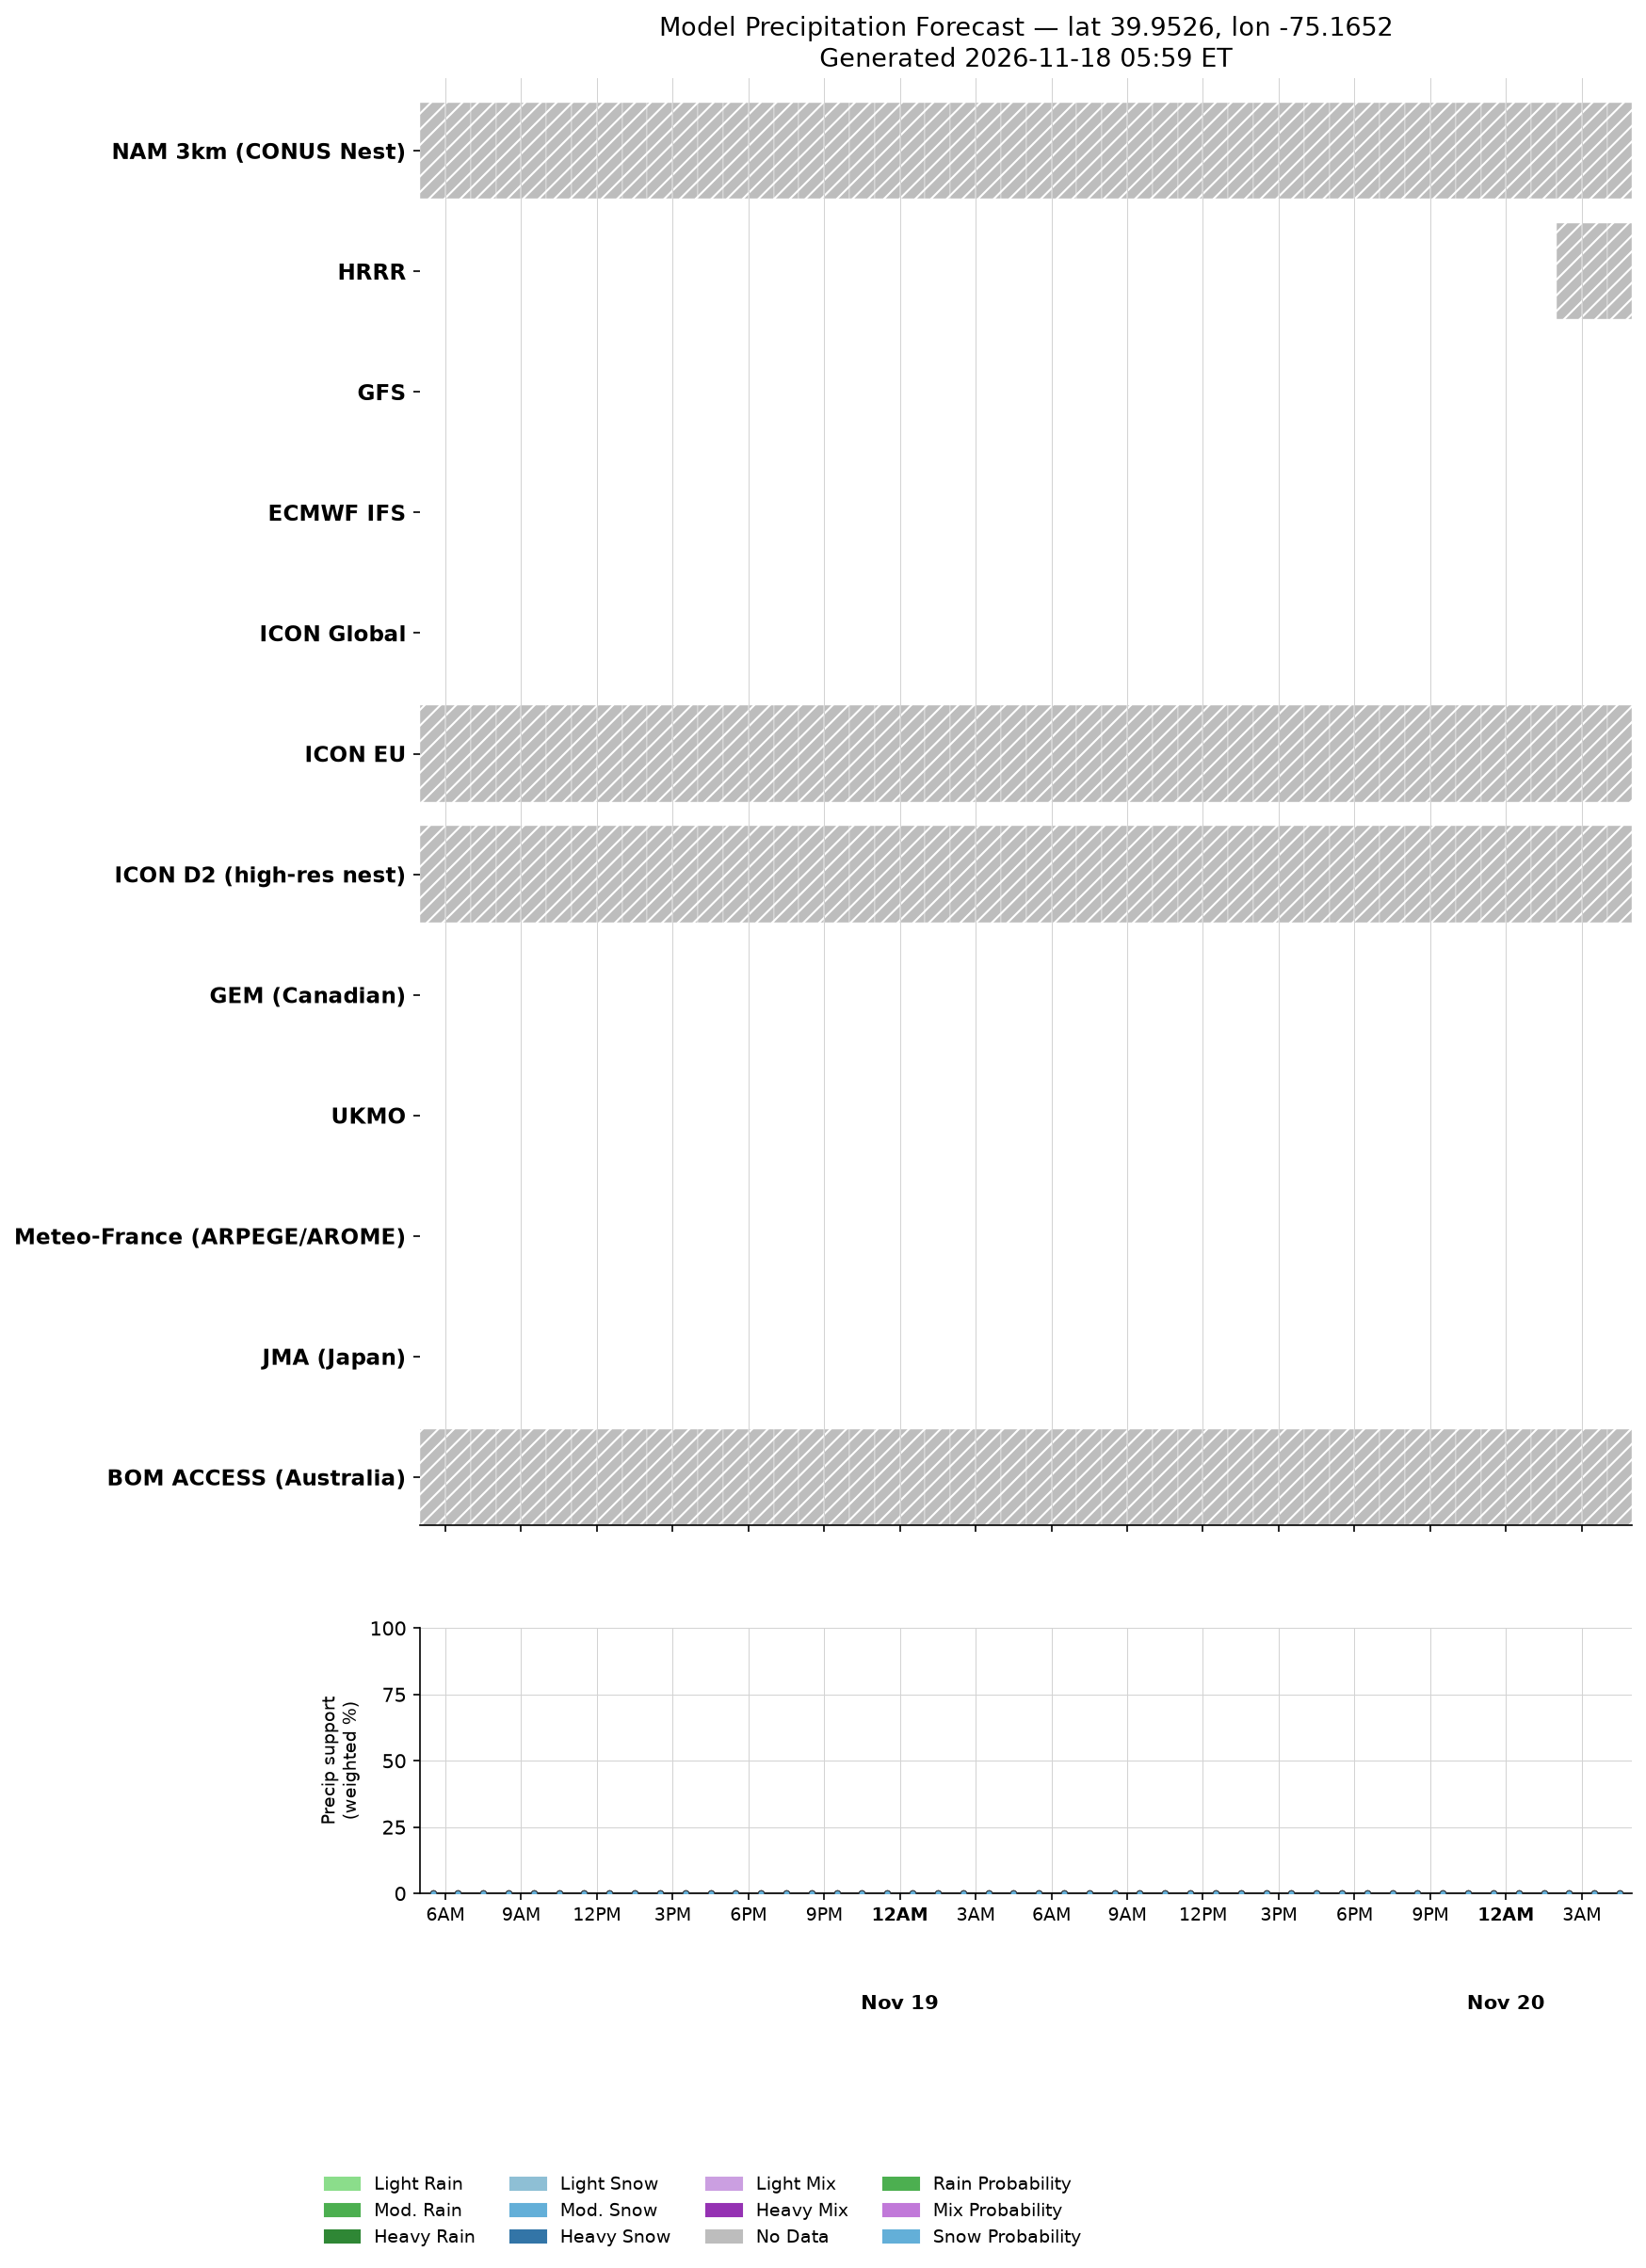 Model Precipitation Forecast — lat 39.9526, lon -75.1652
Generated 2026-11-18 05:59 ET
NAM 3km (CONUS Nest)
HRRR
GFS
ECMWF IFS
ICON Global
ICON EU
ICON D2 (high-res nest)
GEM (Canadian)
UKMO
Meteo-France (ARPEGE/AROME)
JMA (Japan)
BOM ACCESS (Australia)
Precip support
(weighted %)
100
75
50
25
0
6AM 9AM 12PM 3PM 6PM 9PM 12AM 3AM 6AM 9AM 12PM 3PM 6PM 9PM 12AM 3AM
Nov 19 Nov 20
Light Rain Light Snow Light Mix Rain Probability
Mod. Rain Mod. Snow Heavy Mix Mix Probability
Heavy Rain Heavy Snow No Data Snow Probability